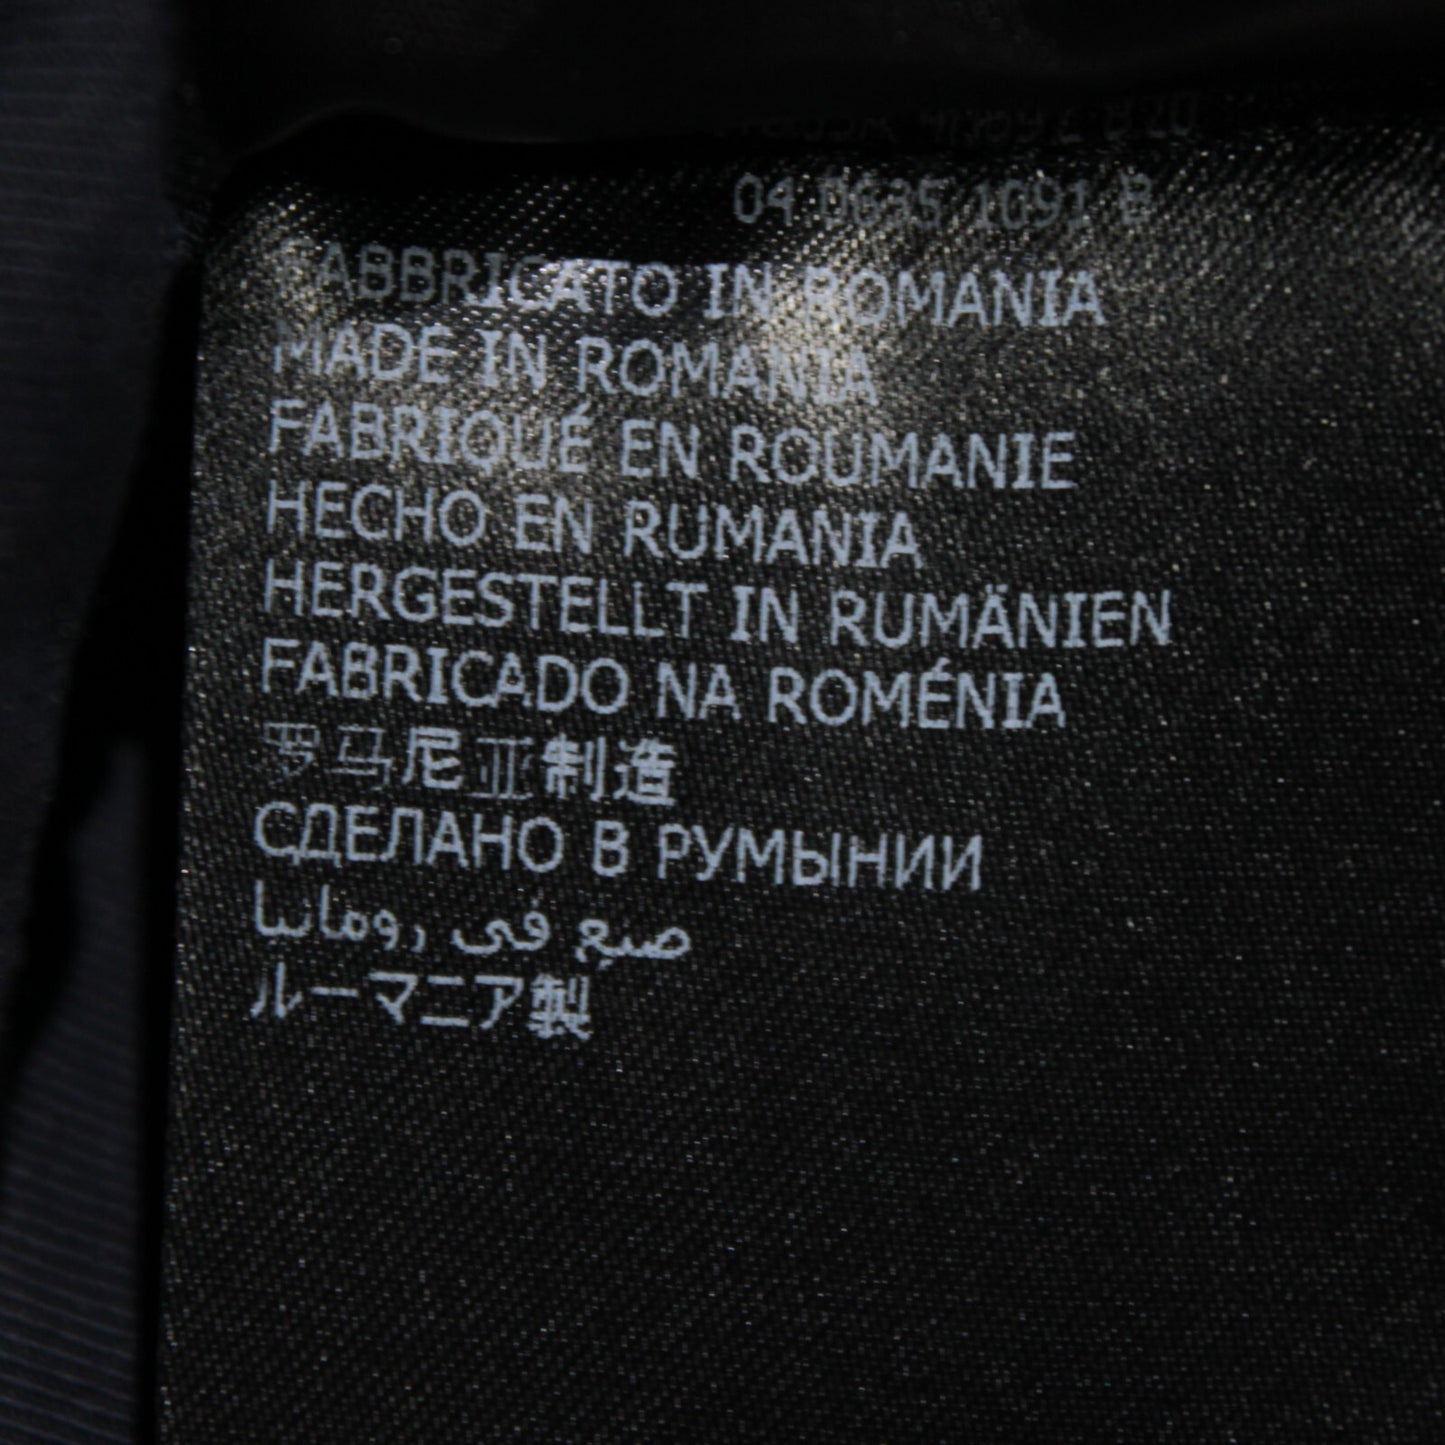 04 D635 1091 B
FABBRICATO IN ROMANIA
MADE IN ROMANIA
FABRIQUÉ EN ROUMANIE
HECHO EN RUMANIA
HERGESTELLT IN RUMÄNIEN
FABRICADO NA ROMÉNIA
罗马尼亚制造
СДЕЛАНО В РУМЫНИИ
صنع في رومانيا
ルーマニア製